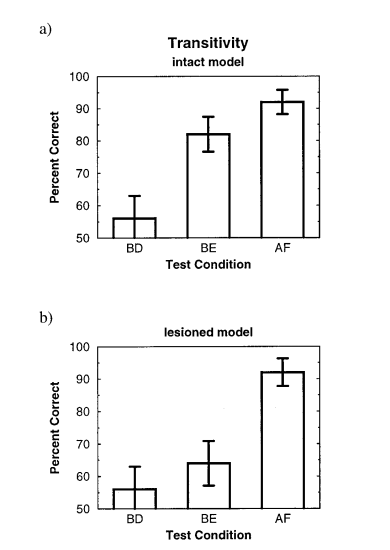 a)
Transitivity
intact model
100
90
80
70
60
50
Percent Correct
BD BE AF
Test Condition
b)
lesioned model
100
90
80
70
60
50
Percent Correct
BD BE AF
Test Condition